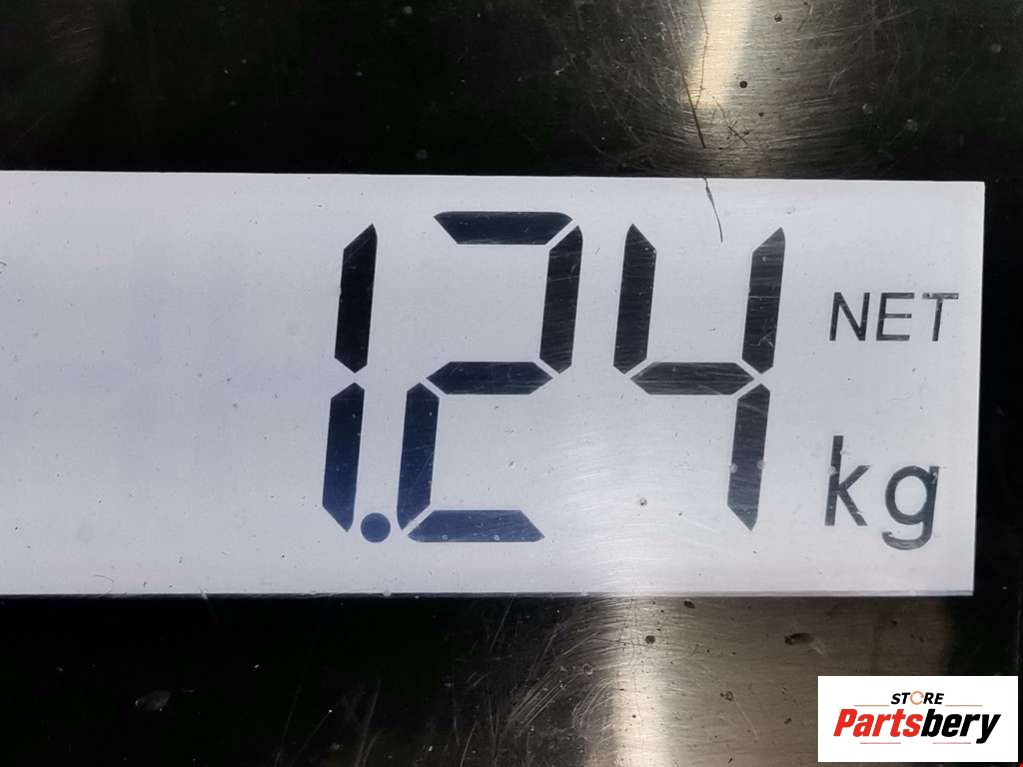 1.24
NET
kg
STORE
Partsbery